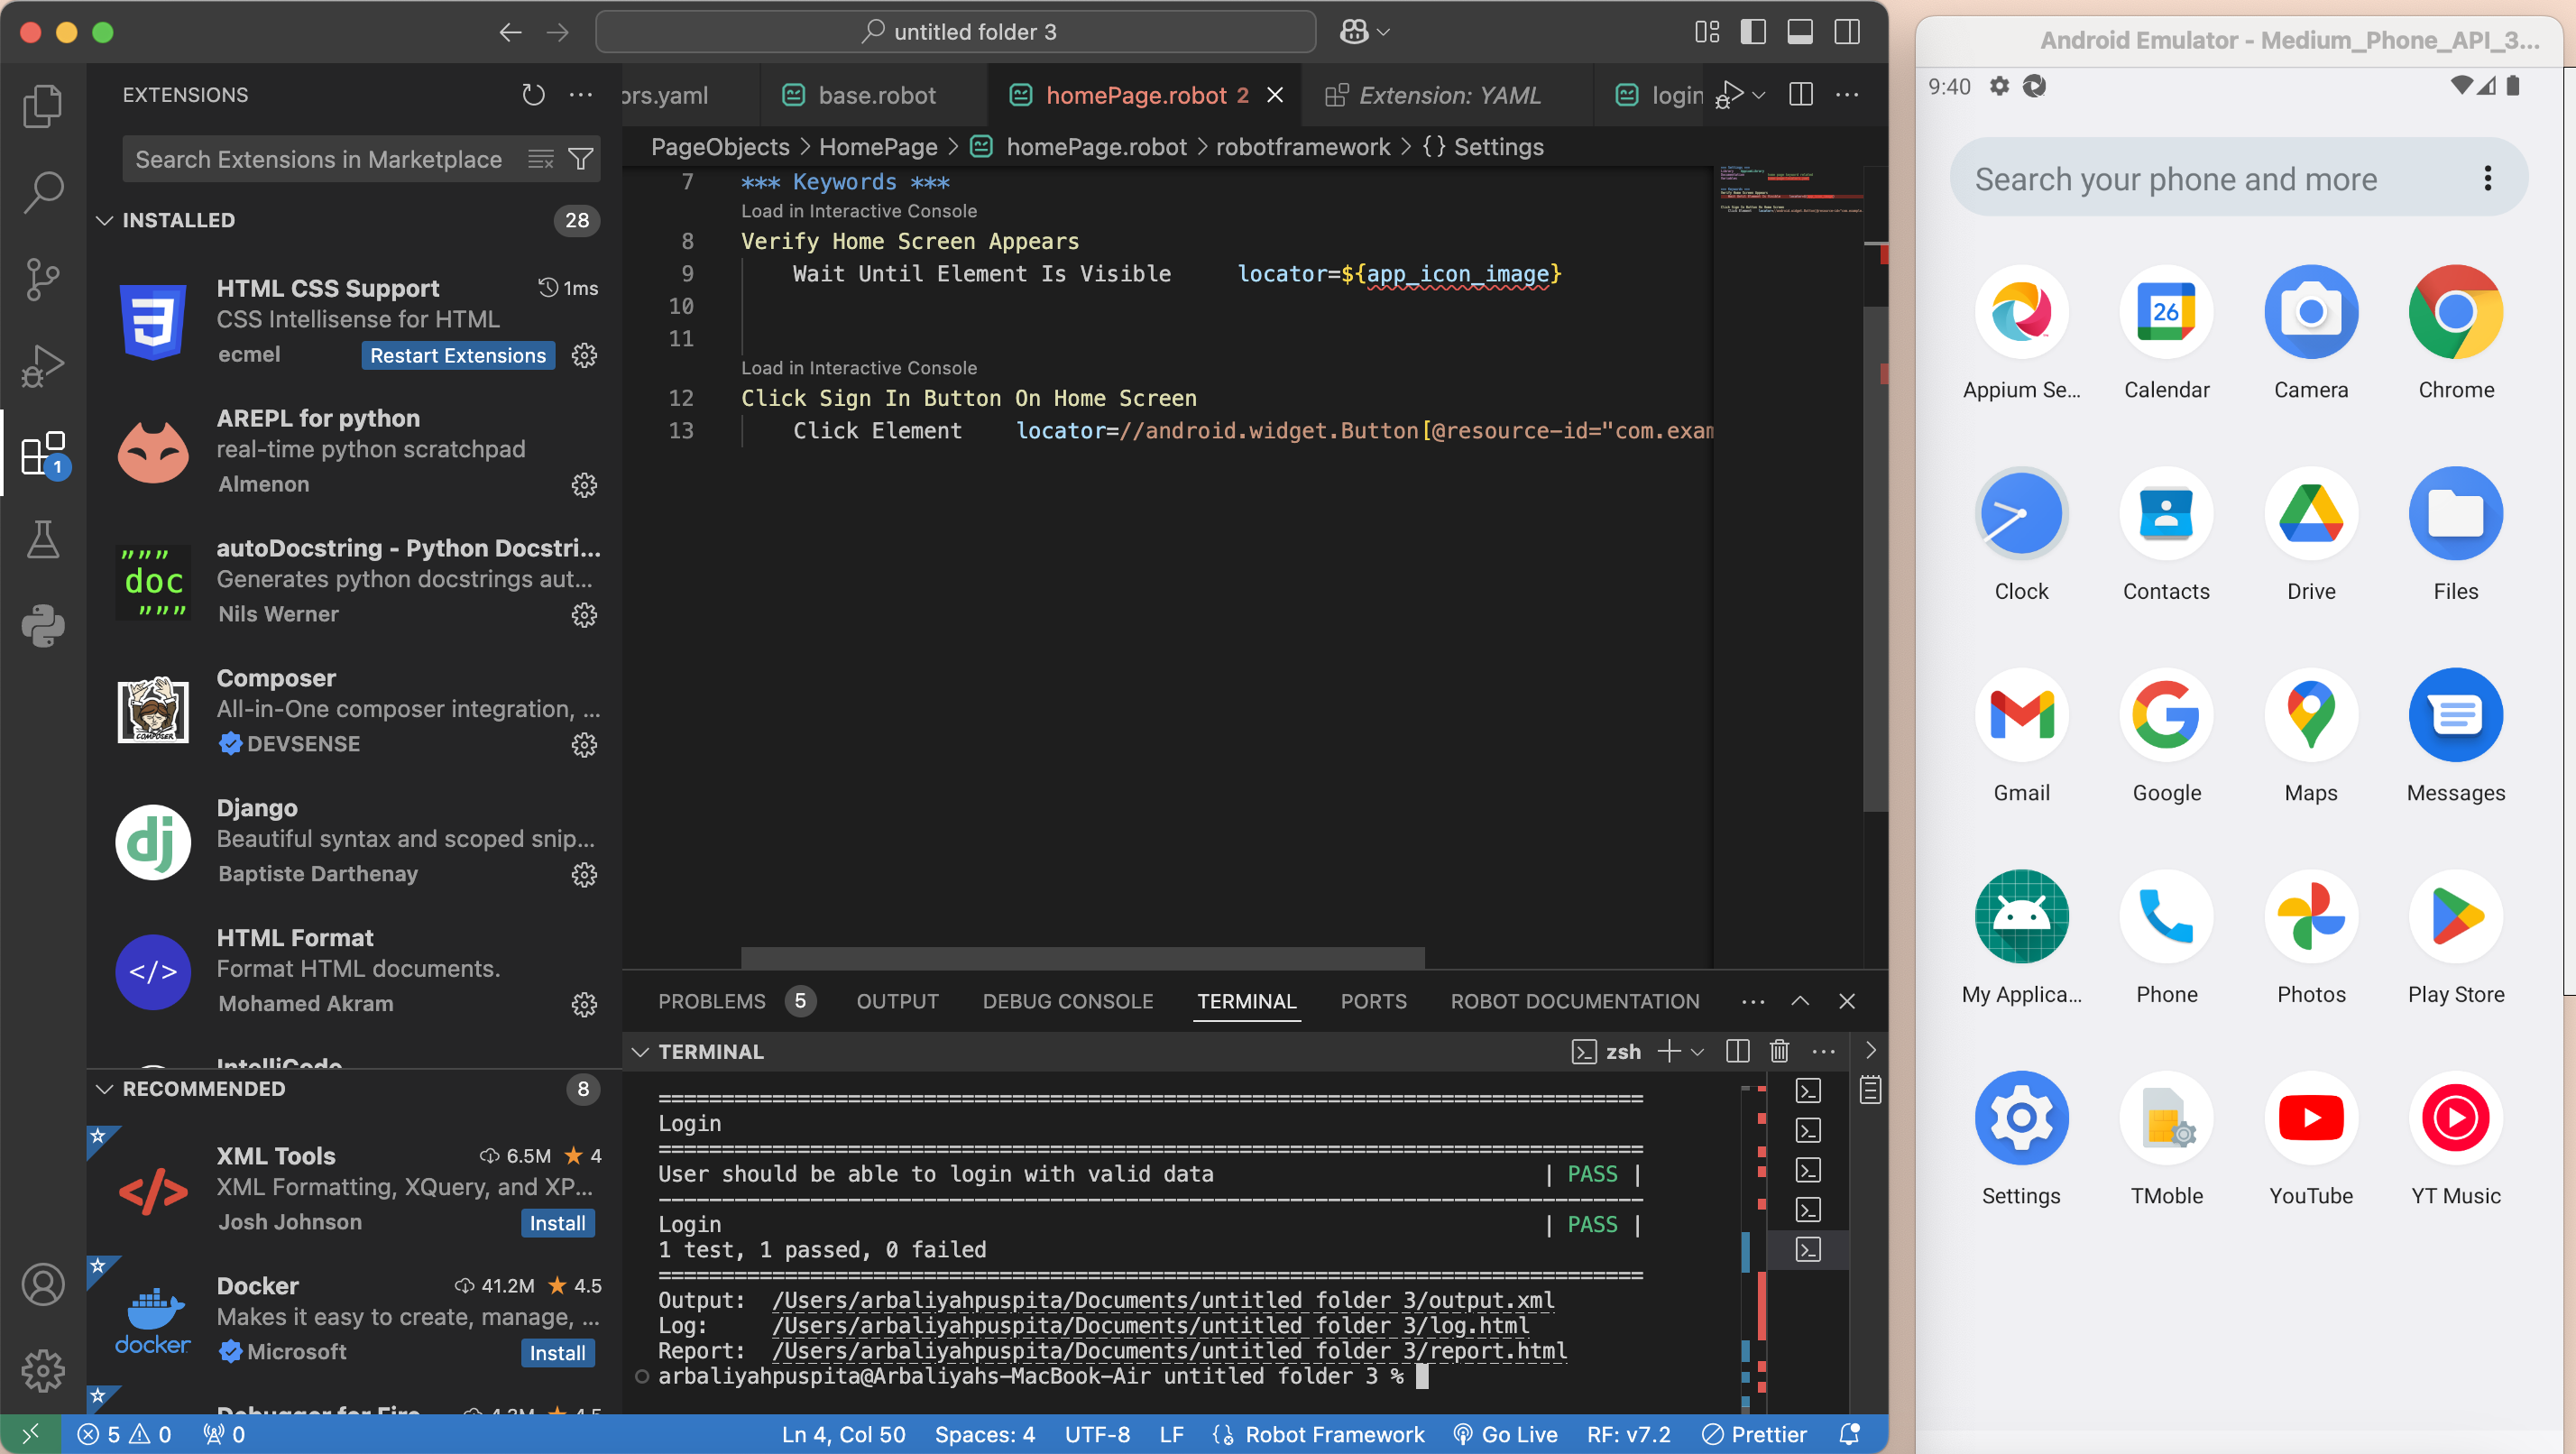 untitled folder 3
EXTENSIONS
Search Extensions in Marketplace
INSTALLED
28
HTML CSS Support
1ms
CSS Intellisense for HTML
ecmel
Restart Extensions
AREPL for python
real-time python scratchpad
Almenon
autoDocstring - Python Docstri...
Generates python docstrings aut...
Nils Werner
Composer
All-in-One composer integration, ...
DEVSENSE
Django
Beautiful syntax and scoped snip...
Baptiste Darthenay
HTML Format
Format HTML documents.
Mohamed Akram
IntelliCode
RECOMMENDED
8
XML Tools
6.5M
4
XML Formatting, XQuery, and XP...
Josh Johnson
Install
Docker
41.2M
4.5
Makes it easy to create, manage, ...
Microsoft
Install
1
"""
doc
"""
dj
</>
</>
docker
ors.yaml
base.robot
homePage.robot 2
Extension: YAML
login
PageObjects > HomePage > homePage.robot > robotframework > {} Settings
7 *** Keywords ***
Load in Interactive Console
8 Verify Home Screen Appears
9 Wait Until Element Is Visible locator=${app_icon_image}
10
11
Load in Interactive Console
12 Click Sign In Button On Home Screen
13 Click Element locator=//android.widget.Button[@resource-id="com.exam
PROBLEMS 5 OUTPUT DEBUG CONSOLE TERMINAL PORTS ROBOT DOCUMENTATION
TERMINAL
zsh
==============================================================================
Login
==============================================================================
User should be able to login with valid data | PASS |
------------------------------------------------------------------------------
Login | PASS |
1 test, 1 passed, 0 failed
==============================================================================
Output: /Users/arbaliyahpuspita/Documents/untitled folder 3/output.xml
Log: /Users/arbaliyahpuspita/Documents/untitled folder 3/log.html
Report: /Users/arbaliyahpuspita/Documents/untitled folder 3/report.html
arbaliyahpuspita@Arbaliyahs-MacBook-Air untitled folder 3 %
5 0 0
Ln 4, Col 50 Spaces: 4 UTF-8 LF Robot Framework Go Live RF: v7.2 Prettier
Android Emulator - Medium_Phone_API_3...
9:40
Search your phone and more
26
Appium Se... Calendar Camera Chrome
Clock Contacts Drive Files
Gmail Google Maps Messages
My Applica... Phone Photos Play Store
Settings TMoble YouTube YT Music